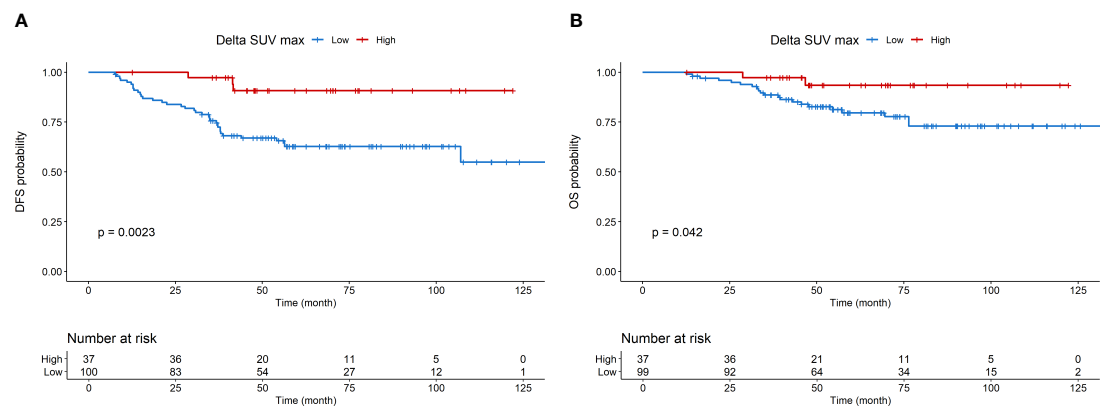 A
Delta SUV max Low High
1.00
0.75
0.50
0.25
0.00
DFS probability
p = 0.0023
0 25 50 75 100 125
Time (month)
Number at risk
High 37 36 20 11 5 0
Low 100 83 54 27 12 1
0 25 50 75 100 125
Time (month)
B
Delta SUV max Low High
1.00
0.75
0.50
0.25
0.00
OS probability
p = 0.042
0 25 50 75 100 125
Time (month)
Number at risk
High 37 36 21 11 5 0
Low 99 92 64 34 15 2
0 25 50 75 100 125
Time (month)